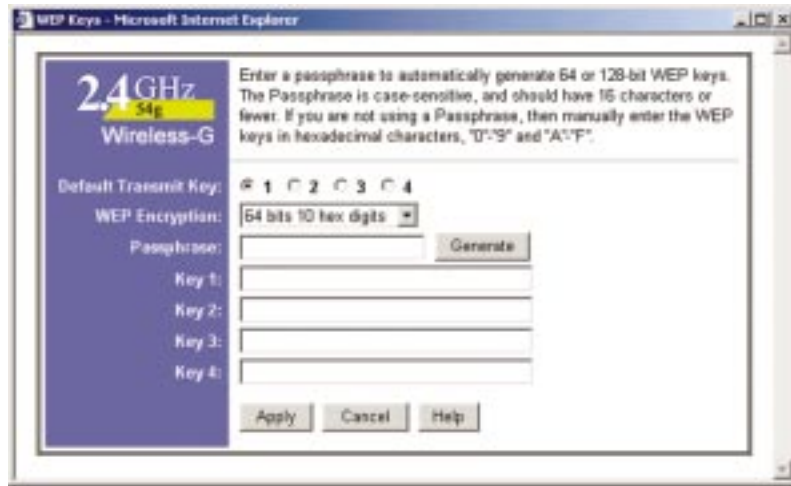 WEP Keys - Microsoft Internet Explorer
2.4 GHz
54g
Wireless-G
Enter a passphrase to automatically generate 64 or 128-bit WEP keys.
The Passphrase is case-sensitive, and should have 16 characters or
fewer. If you are not using a Passphrase, then manually enter the WEP
keys in hexadecimal characters, "0"-"9" and "A"-"F".
Default Transmit Key: 1 2 3 4
WEP Encryption: 64 bits 10 hex digits
Passphrase: Generate
Key 1:
Key 2:
Key 3:
Key 4:
Apply Cancel Help